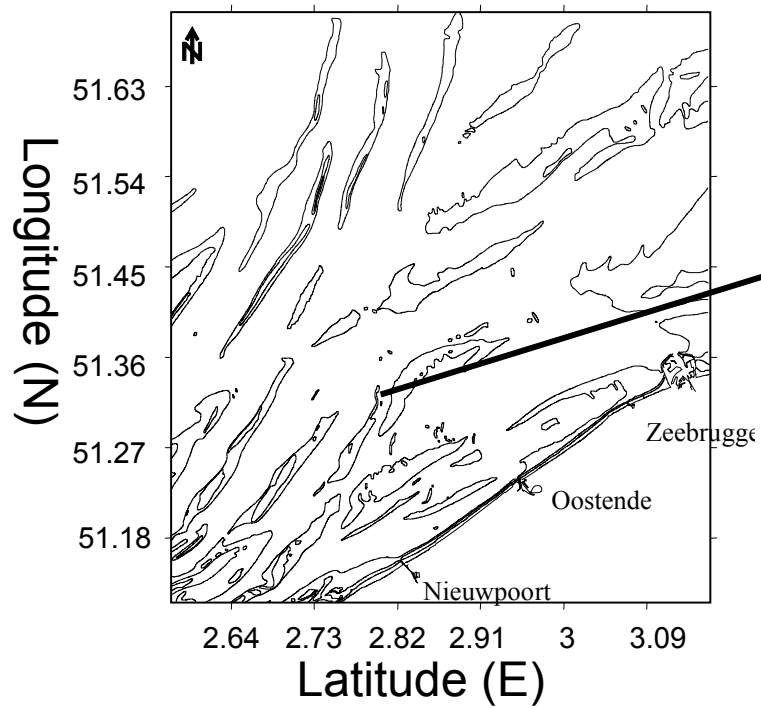 N
51.63
51.54
51.45
51.36
51.27
51.18
Longitude (N)
Zeebrugge
Oostende
Nieuwpoort
2.64 2.73 2.82 2.91 3 3.09
Latitude (E)